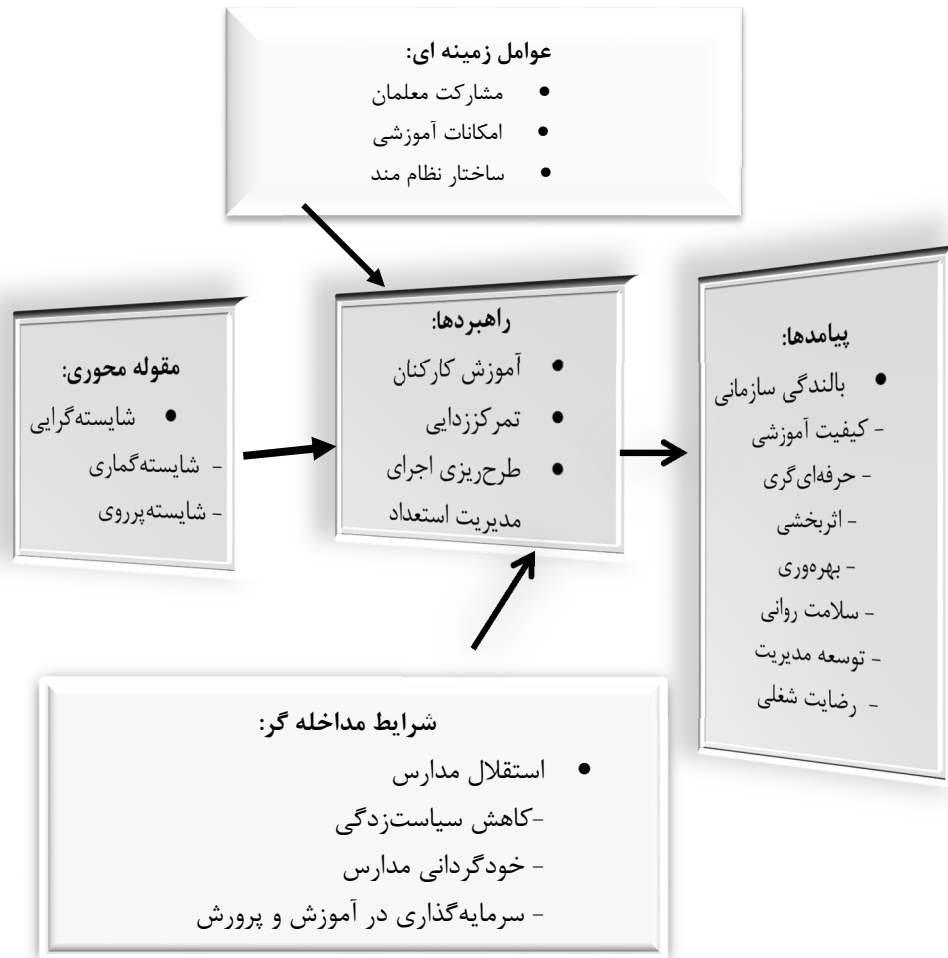 عوامل زمینه ای:
• مشارکت معلمان
• امکانات آموزشی
• ساختار نظام مند
مقوله محوری:
• شایسته‌گرایی
- شایسته‌گماری
- شایسته‌پرروی
راهبردها:
• آموزش کارکنان
• تمرکززدایی
• طرح‌ریزی اجرای
مدیریت استعداد
پیامدها:
• بالندگی سازمانی
- کیفیت آموزشی
- حرفه‌ای‌گری
- اثربخشی
- بهره‌وری
- سلامت روانی
- توسعه مدیریت
- رضایت شغلی
شرایط مداخله گر:
• استقلال مدارس
-کاهش سیاست‌زدگی
- خودگردانی مدارس
- سرمایه‌گذاری در آموزش و پرورش